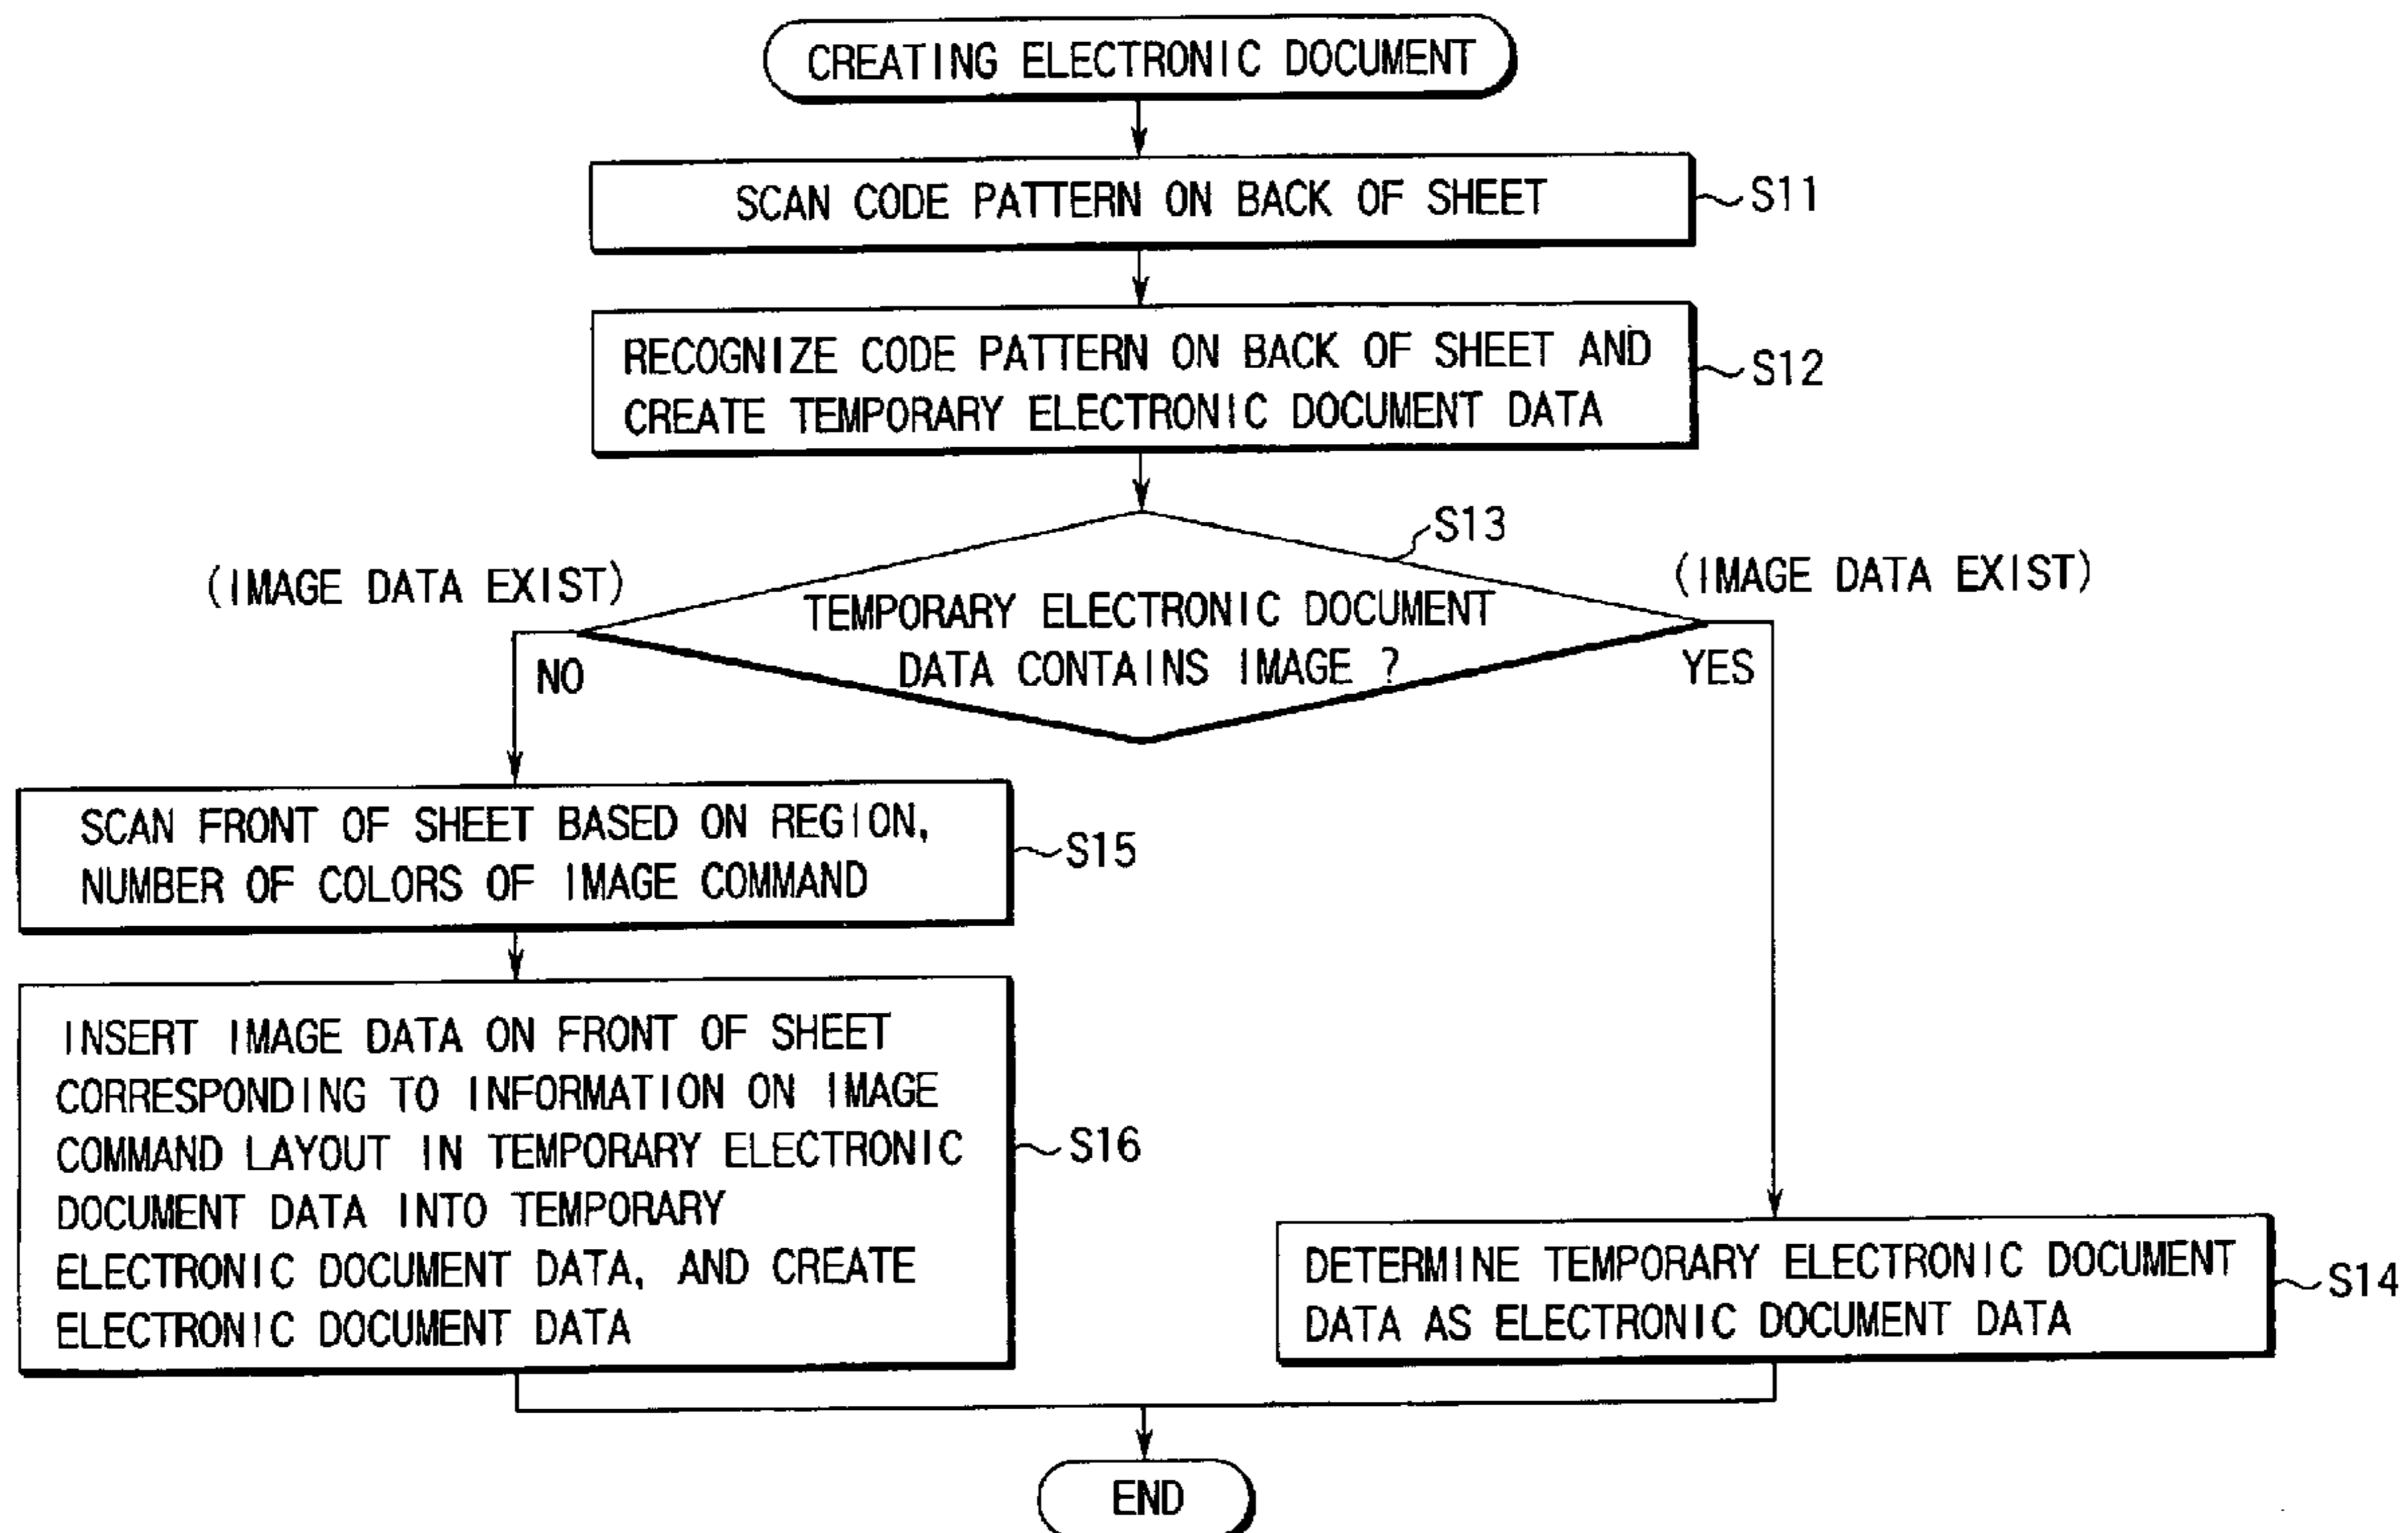 CREATING ELECTRONIC DOCUMENT
SCAN CODE PATTERN ON BACK OF SHEET
S11
RECOGNIZE CODE PATTERN ON BACK OF SHEET AND
CREATE TEMPORARY ELECTRONIC DOCUMENT DATA
S12
S13
(IMAGE DATA EXIST)
(IMAGE DATA EXIST)
TEMPORARY ELECTRONIC DOCUMENT
DATA CONTAINS IMAGE ?
NO
YES
SCAN FRONT OF SHEET BASED ON REGION,
NUMBER OF COLORS OF IMAGE COMMAND
S15
INSERT IMAGE DATA ON FRONT OF SHEET
CORRESPONDING TO INFORMATION ON IMAGE
COMMAND LAYOUT IN TEMPORARY ELECTRONIC
DOCUMENT DATA INTO TEMPORARY
ELECTRONIC DOCUMENT DATA, AND CREATE
ELECTRONIC DOCUMENT DATA
S16
DETERMINE TEMPORARY ELECTRONIC DOCUMENT
DATA AS ELECTRONIC DOCUMENT DATA
S14
END